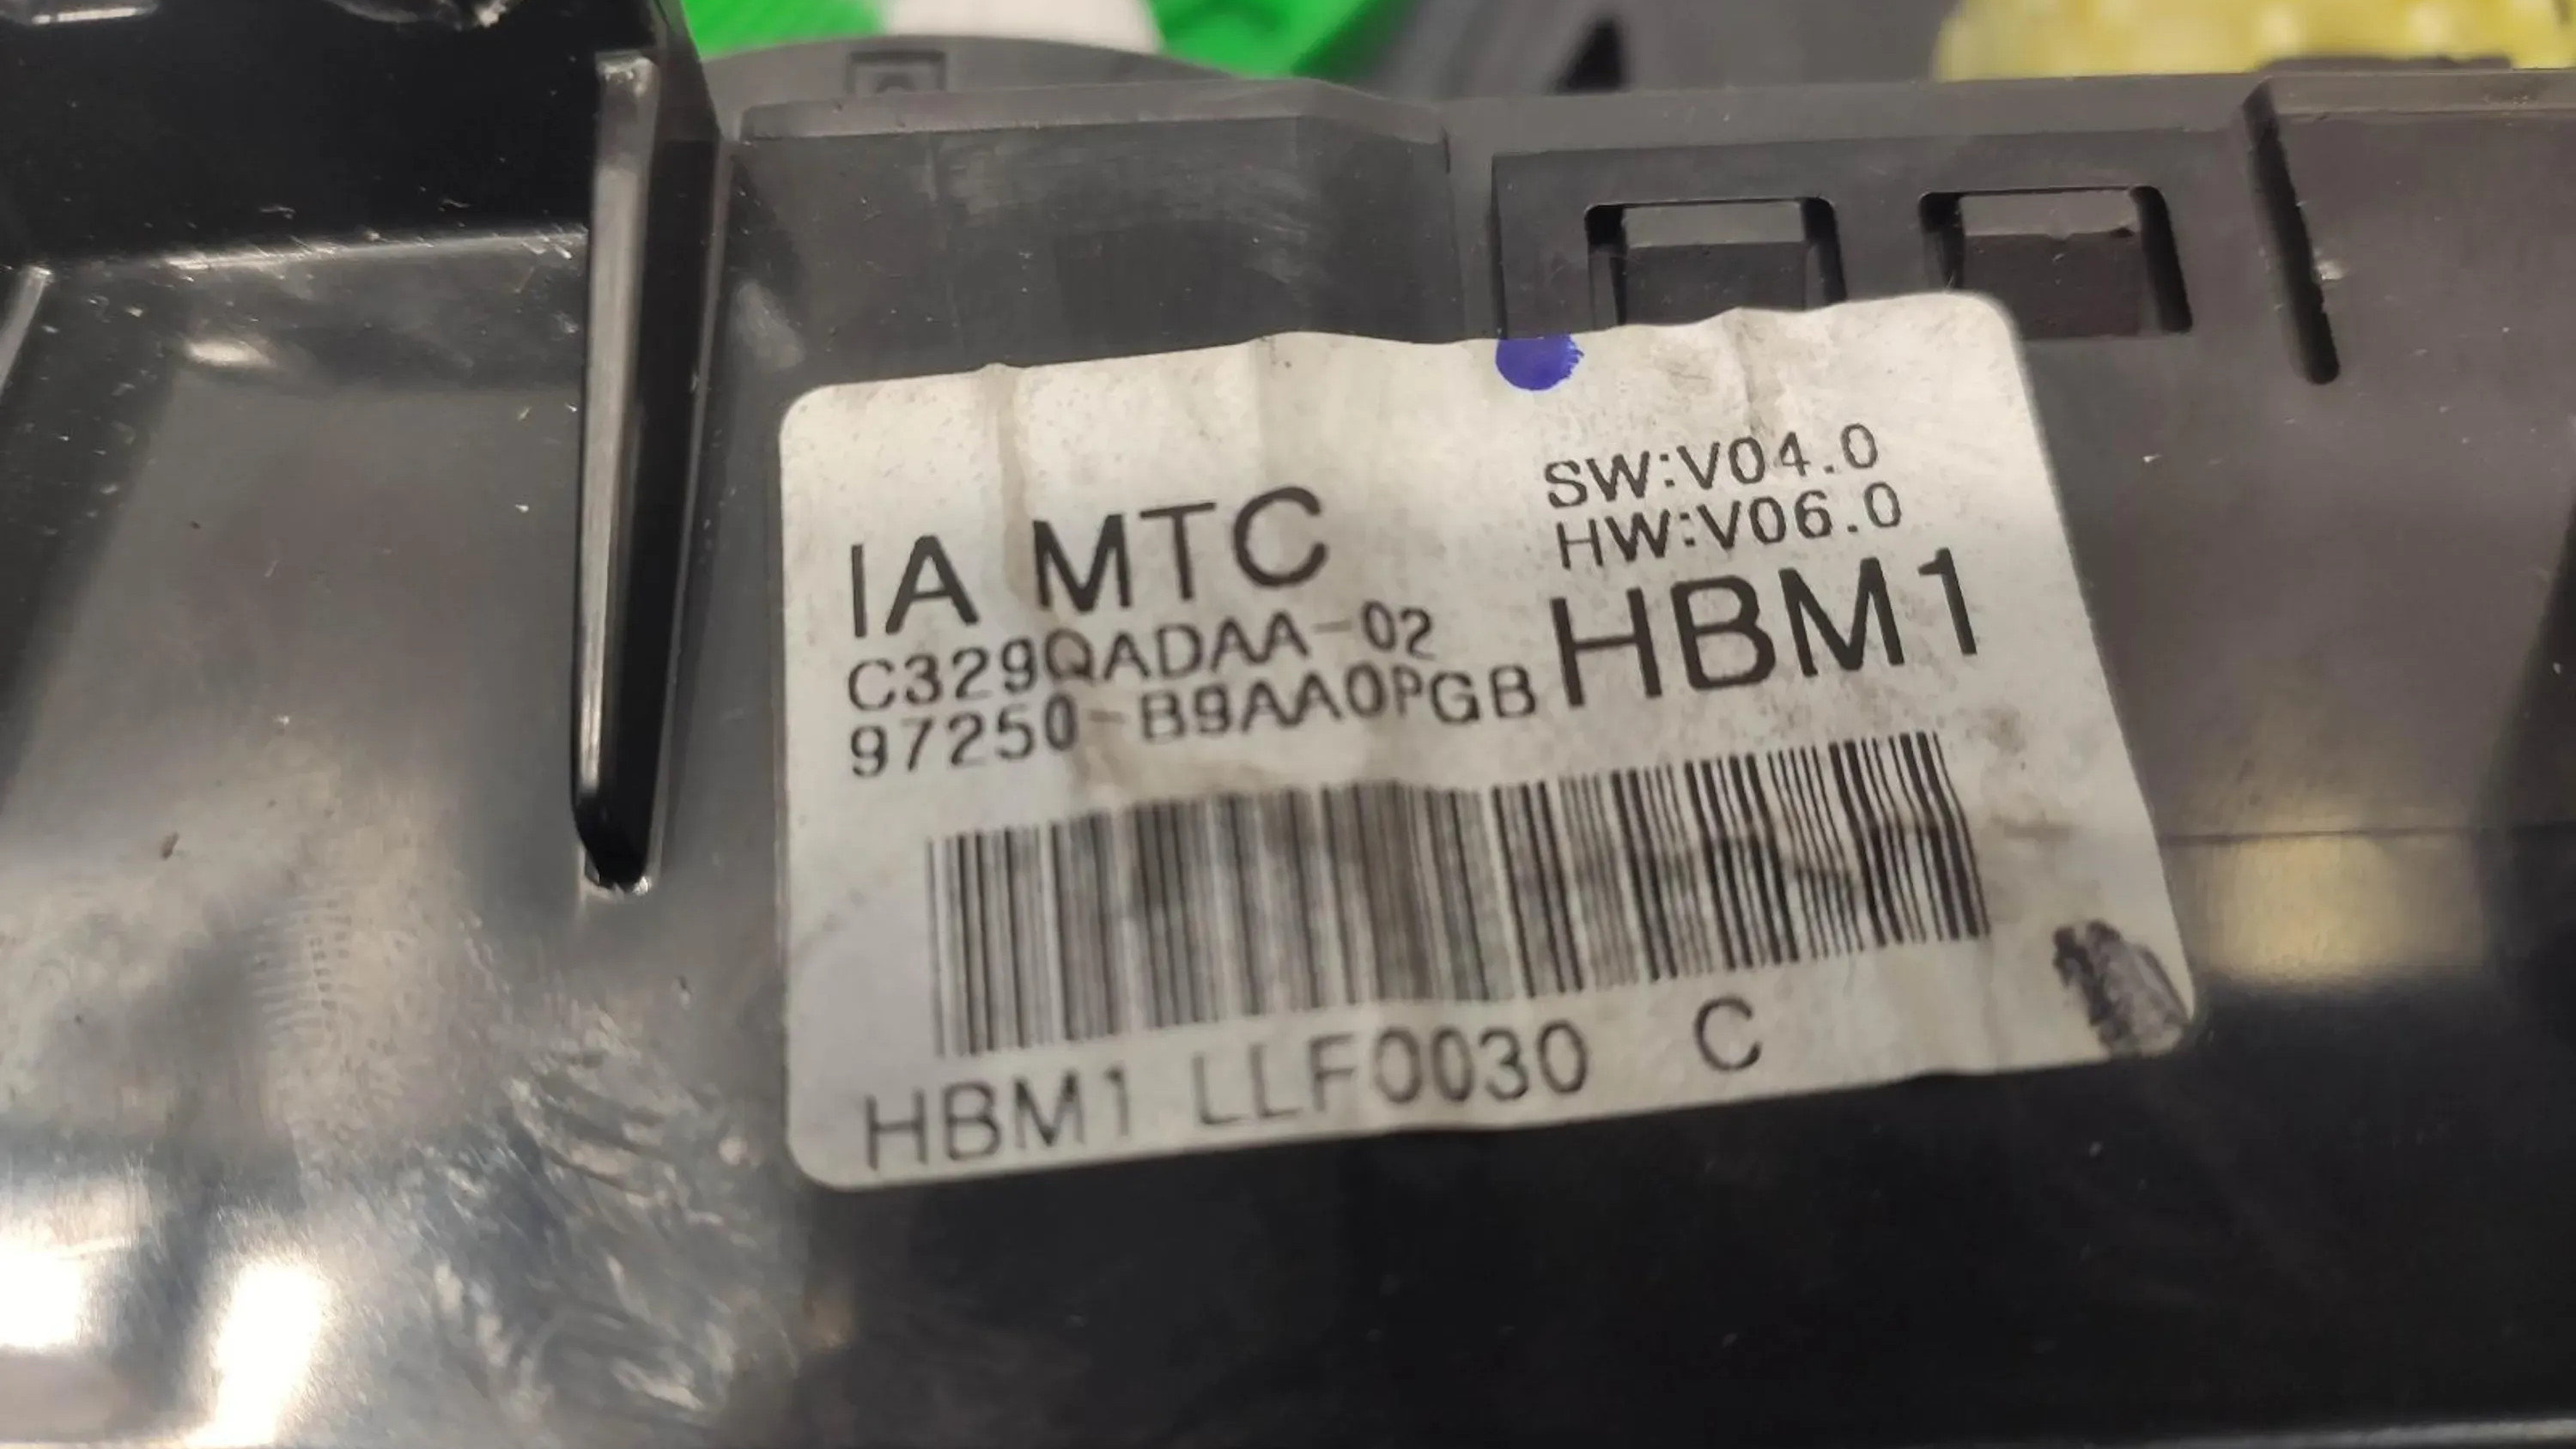 IA MTC
SW:V04.0
HW:V06.0
C329QADAA-02
97250-B9AA0PGB
HBM1
HBM1 LLF0030 C